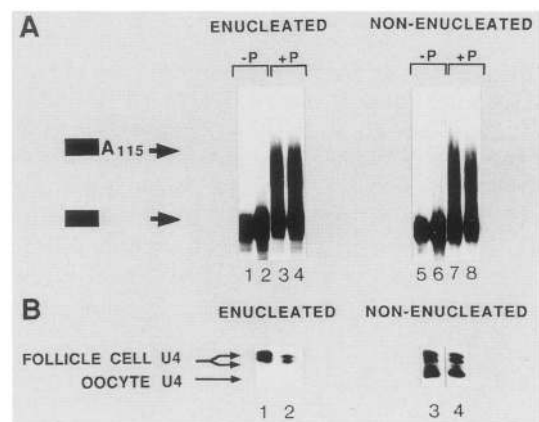 A
ENUCLEATED NON-ENUCLEATED
-P +P -P +P
A115
1 2 3 4 5 6 7 8
B
ENUCLEATED NON-ENUCLEATED
FOLLICLE CELL U4
OOCYTE U4
1 2 3 4